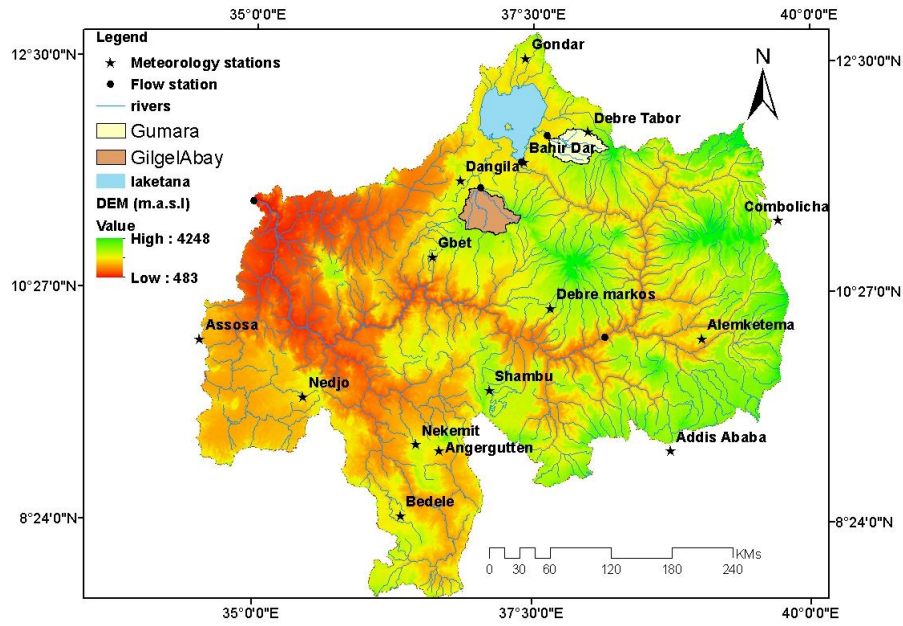 35°0'0"E 37°30'0"E 40°0'0"E
12°30'0"N
12°30'0"N
Legend
Meteorology stations
Flow station
rivers
Gumara
GilgelAbay
laketana
DEM (m.a.s.l)
Value
High : 4248
Low : 483
N
Gondar
Debre Tabor
Bahir Dar
Dangila
Combolicha
Gbet
10°27'0"N
10°27'0"N
Debre markos
Assosa
Alemketema
Nedjo
Shambu
Nekemit
Angergutten
Addis Ababa
Bedele
8°24'0"N
8°24'0"N
KMs
0 30 60 120 180 240
35°0'0"E 37°30'0"E 40°0'0"E